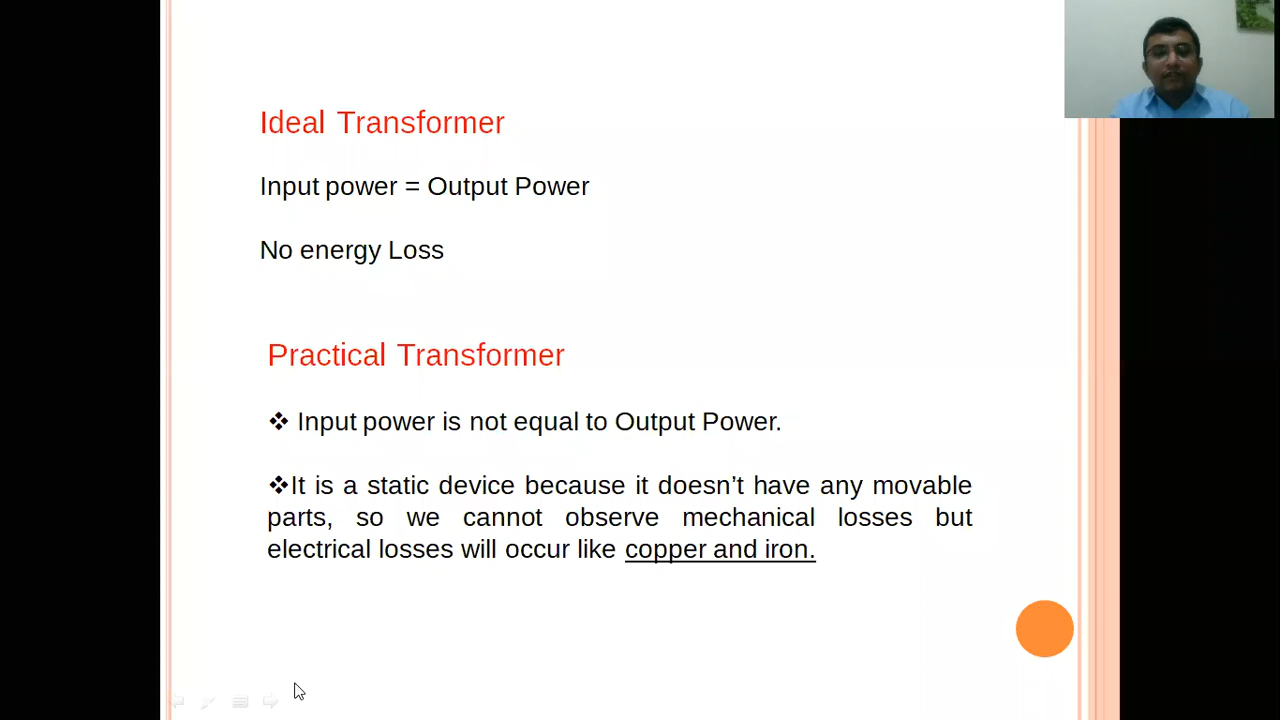 Ideal Transformer
Input power = Output Power
No energy Loss
Practical Transformer
❖ Input power is not equal to Output Power.
❖It is a static device because it doesn’t have any movable
parts, so we cannot observe mechanical losses but
electrical losses will occur like copper and iron.